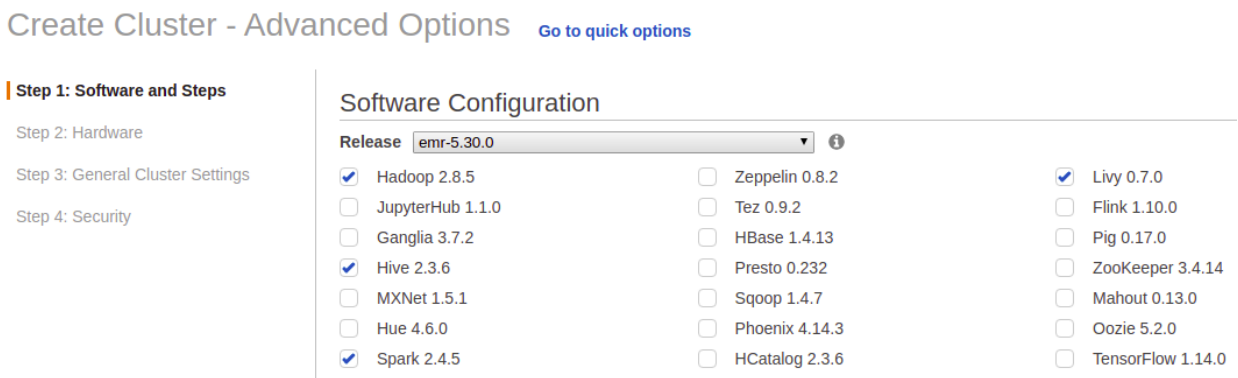 Create Cluster - Advanced Options Go to quick options
Step 1: Software and Steps
Step 2: Hardware
Step 3: General Cluster Settings
Step 4: Security
Software Configuration
Release emr-5.30.0
Hadoop 2.8.5 Zeppelin 0.8.2 Livy 0.7.0
JupyterHub 1.1.0 Tez 0.9.2 Flink 1.10.0
Ganglia 3.7.2 HBase 1.4.13 Pig 0.17.0
Hive 2.3.6 Presto 0.232 ZooKeeper 3.4.14
MXNet 1.5.1 Sqoop 1.4.7 Mahout 0.13.0
Hue 4.6.0 Phoenix 4.14.3 Oozie 5.2.0
Spark 2.4.5 HCatalog 2.3.6 TensorFlow 1.14.0